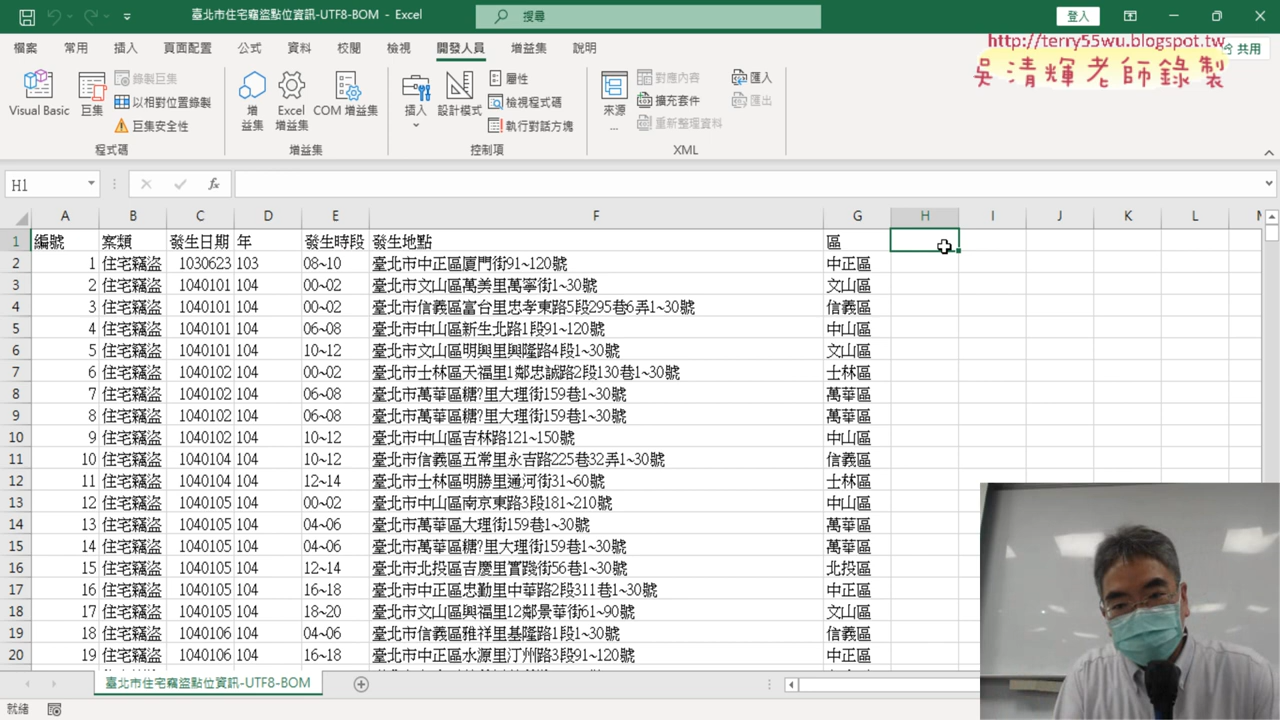 臺北市住宅竊盜點位資訊-UTF8-BOM - Excel
搜尋
登入
檔案 常用 插入 頁面配置 公式 資料 校閱 檢視 開發人員 增益集 說明
http://terry55wu.blogspot.tw
共用
吳清輝老師錄製
Visual Basic
巨集
錄製巨集
以相對位置錄製
巨集安全性
程式碼
增益集
Excel 增益集
COM 增益集
增益集
插入
設計模式
屬性
檢視程式碼
執行對話方塊
控制項
來源...
對應內容
擴充套件
重新整理資料
匯入
匯出
XML
H1
fx
A B C D E F G H I J K L M
1 編號 案類 發生日期 年 發生時段 發生地點 區
2 1 住宅竊盜 1030623 103 08~10 臺北市中正區廈門街91~120號 中正區
3 2 住宅竊盜 1040101 104 00~02 臺北市文山區萬美里萬寧街1~30號 文山區
4 3 住宅竊盜 1040101 104 00~02 臺北市信義區富台里忠孝東路5段295巷6弄1~30號 信義區
5 4 住宅竊盜 1040101 104 06~08 臺北市中山區新生北路1段91~120號 中山區
6 5 住宅竊盜 1040101 104 10~12 臺北市文山區明興里興隆路4段1~30號 文山區
7 6 住宅竊盜 1040102 104 00~02 臺北市士林區天福里1鄰忠誠路2段130巷1~30號 士林區
8 7 住宅竊盜 1040102 104 06~08 臺北市萬華區糖?里大理街159巷1~30號 萬華區
9 8 住宅竊盜 1040102 104 06~08 臺北市萬華區糖?里大理街159巷1~30號 萬華區
10 9 住宅竊盜 1040102 104 10~12 臺北市中山區吉林路121~150號 中山區
11 10 住宅竊盜 1040104 104 10~12 臺北市信義區五常里永吉路225巷32弄1~30號 信義區
12 11 住宅竊盜 1040104 104 12~14 臺北市士林區明勝里通河街31~60號 士林區
13 12 住宅竊盜 1040105 104 00~02 臺北市中山區南京東路3段181~210號 中山區
14 13 住宅竊盜 1040105 104 04~06 臺北市萬華區大理街159巷1~30號 萬華區
15 14 住宅竊盜 1040105 104 04~06 臺北市萬華區糖?里大理街159巷1~30號 萬華區
16 15 住宅竊盜 1040105 104 12~14 臺北市北投區吉慶里實踐街56巷1~30號 北投區
17 16 住宅竊盜 1040105 104 16~18 臺北市中正區忠勤里中華路2段311巷1~30號 中正區
18 17 住宅竊盜 1040105 104 18~20 臺北市文山區興福里12鄰景華街61~90號 文山區
19 18 住宅竊盜 1040106 104 04~06 臺北市信義區雅祥里基隆路1段1~30號 信義區
20 19 住宅竊盜 1040106 104 16~18 臺北市中正區水源里汀州路3段91~120號 中正區
臺北市住宅竊盜點位資訊-UTF8-BOM
就緒